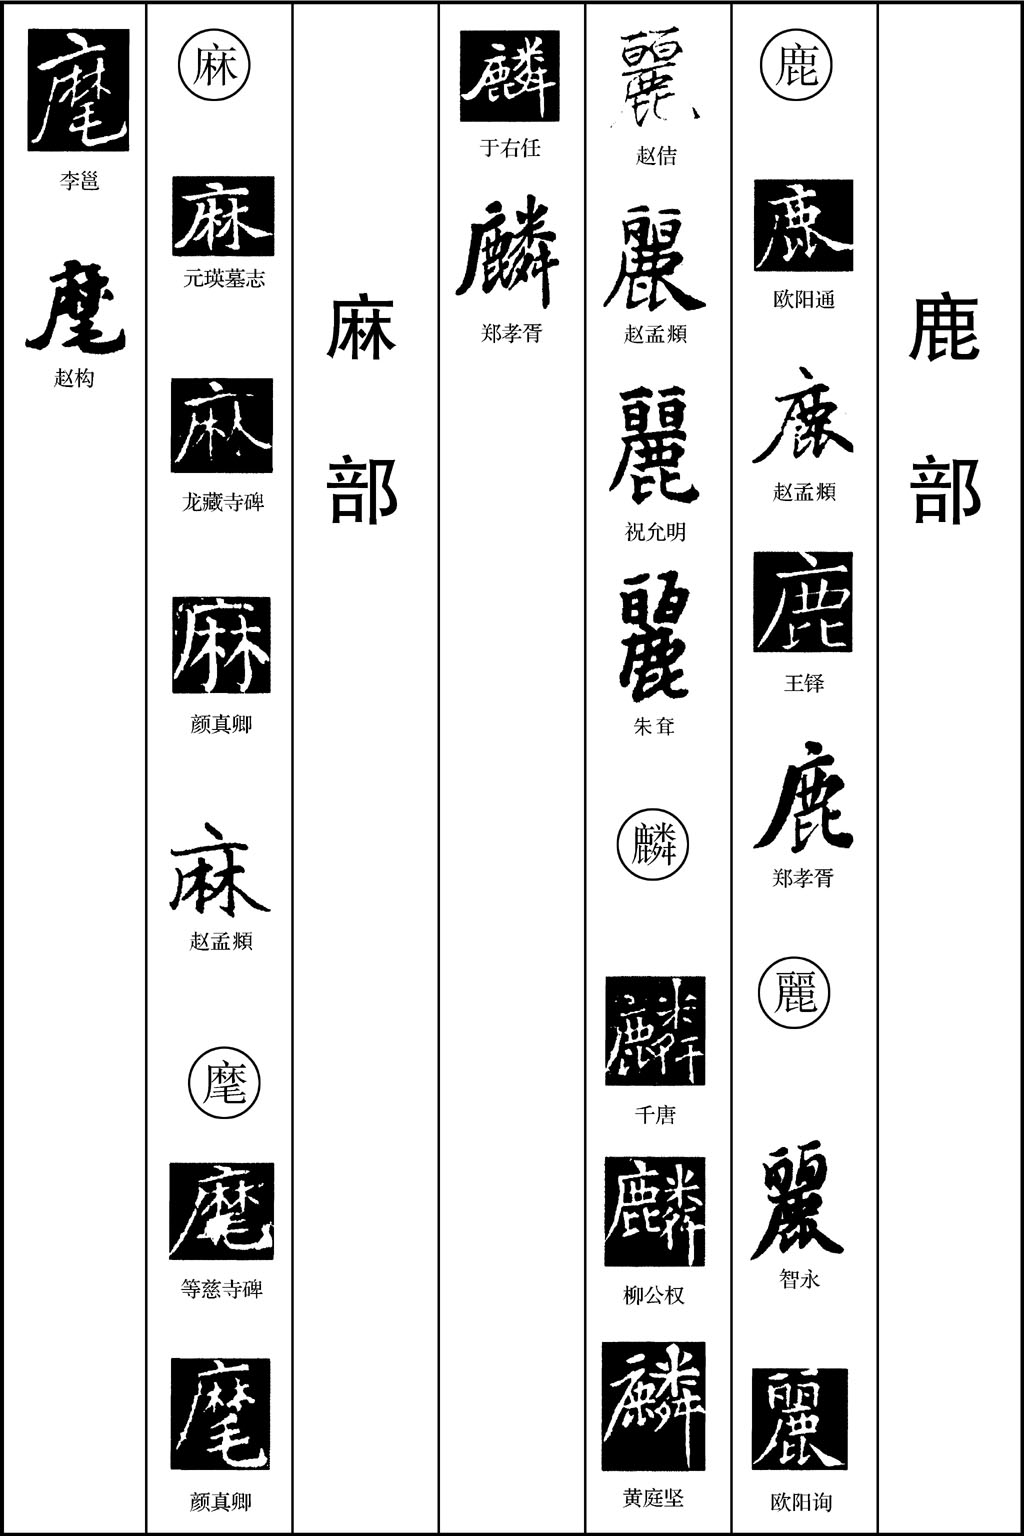 鹿部
鹿
鹿
欧阳通
鹿
赵孟頫
鹿
王铎
鹿
郑孝胥
麗
麗
智永
麗
欧阳询
麗
赵佶
麗
赵孟頫
麗
祝允明
麗
朱耷
麟
麟
千唐
麟
柳公权
麟
黄庭坚
麟
于右任
麟
郑孝胥
麻部
麻
麻
元瑛墓志
麻
龙藏寺碑
麻
颜真卿
麻
赵孟頫
麾
麾
等慈寺碑
麾
颜真卿
麾
李邕
麾
赵构